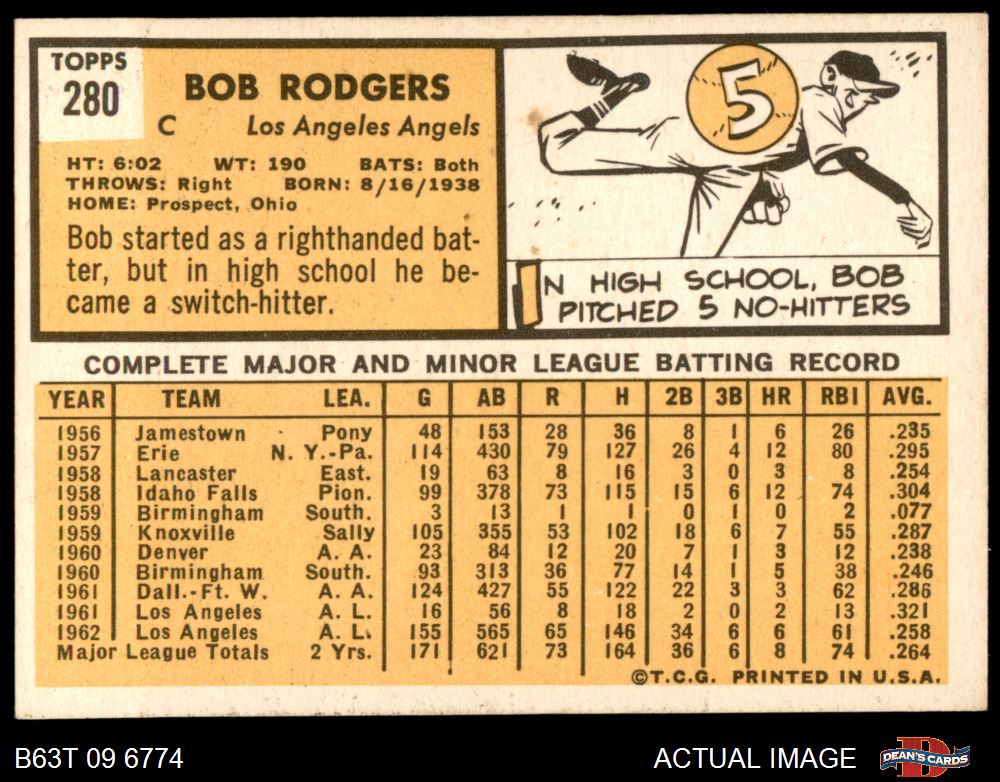 TOPPS
280
BOB RODGERS
C Los Angeles Angels
HT: 6:02 WT: 190 BATS: Both
THROWS: Right BORN: 8/16/1938
HOME: Prospect, Ohio
Bob started as a righthanded bat-
ter, but in high school he be-
came a switch-hitter.
5
IN HIGH SCHOOL, BOB
PITCHED 5 NO-HITTERS
COMPLETE MAJOR AND MINOR LEAGUE BATTING RECORD
YEAR TEAM LEA. G AB R H 2B 3B HR RBI AVG.
1956 Jamestown Pony 48 153 28 36 8 1 6 26 .235
1957 Erie N. Y.-Pa. 114 430 79 127 26 4 12 80 .295
1958 Lancaster East. 19 63 8 16 3 0 3 8 .254
1958 Idaho Falls Pion. 99 378 73 115 15 6 12 74 .304
1959 Birmingham South. 3 13 1 1 0 1 0 2 .077
1959 Knoxville Sally 105 355 53 102 18 6 7 55 .287
1960 Denver A. A. 23 84 12 20 7 1 3 12 .238
1960 Birmingham South. 93 313 36 77 14 1 5 38 .246
1961 Dall.-Ft. W. A. A. 124 427 55 122 22 3 3 62 .286
1961 Los Angeles A. L. 16 56 8 18 2 0 2 13 .321
1962 Los Angeles A. L. 155 565 65 146 34 6 6 61 .258
Major League Totals 2 Yrs. 171 621 73 164 36 6 8 74 .264
©T.C.G. PRINTED IN U.S.A.
B63T 09 6774 ACTUAL IMAGE DEAN'S CARDS